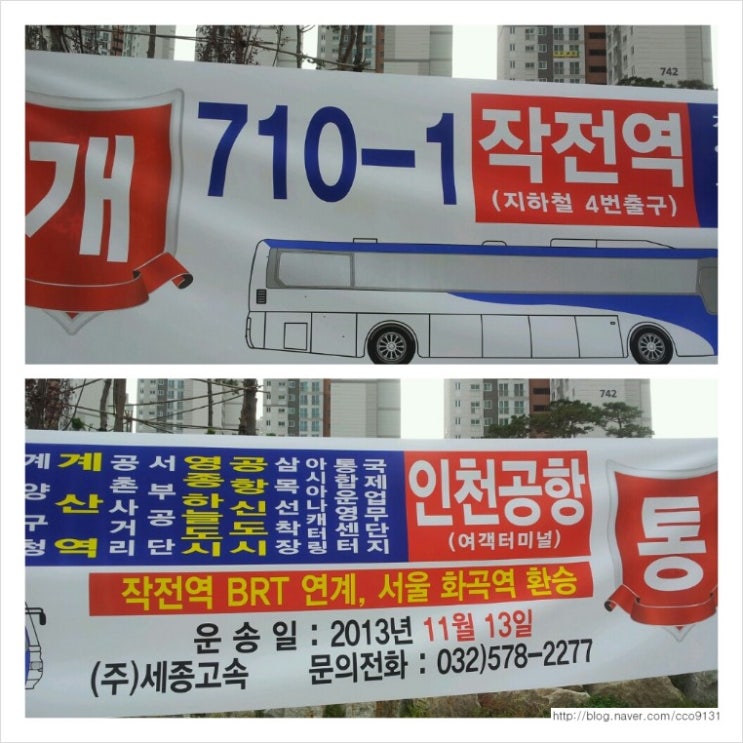 742
개
710-1
작전역
(지하철 4번출구)
742
계양구청
계산역
공촌사거리
서부공단
영종하늘도시
공항신도시
삼목선착장
아시아나캐터링
통합운영센터
국제업무단지
인천공항
(여객터미널)
통
작전역 BRT 연계, 서울 화곡역 환승
운 송 일 : 2013년 11월 13일
(주)세종고속 문의전화 : 032)578-2277
http://blog.naver.com/cco9131